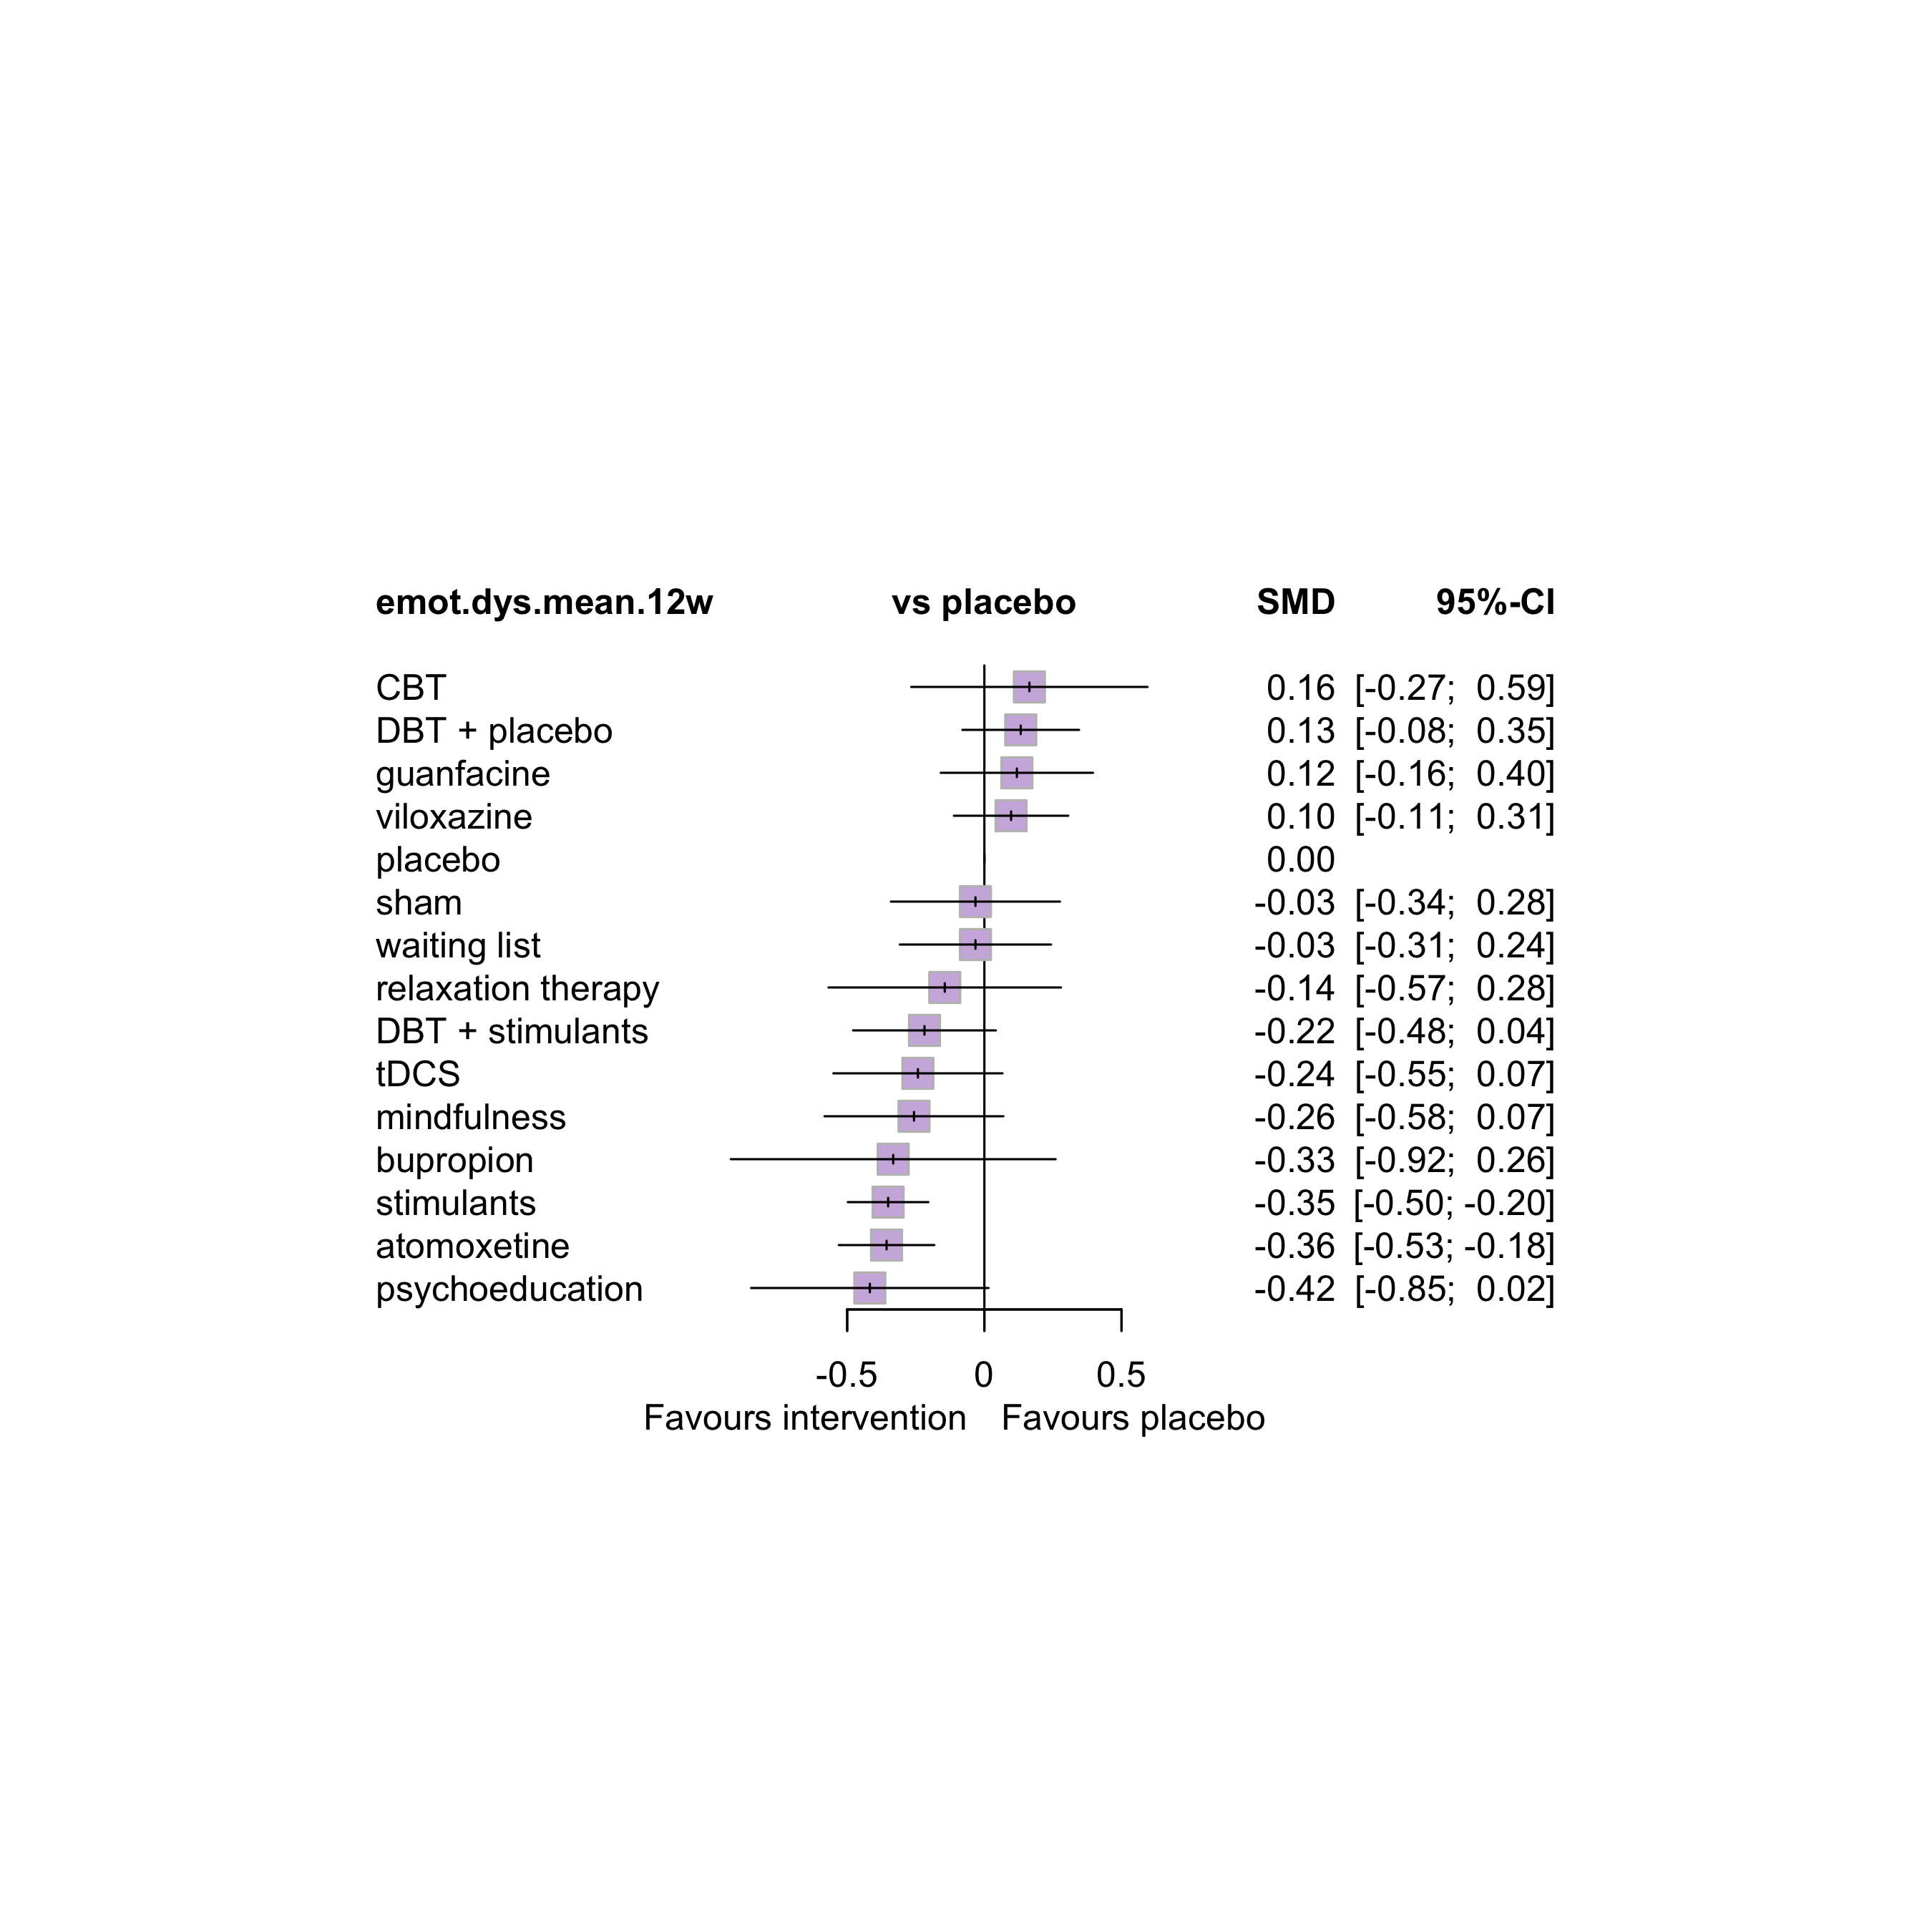 emot.dys.mean.12w vs placebo SMD 95%-CI
CBT 0.16 [-0.27; 0.59]
DBT + placebo 0.13 [-0.08; 0.35]
guanfacine 0.12 [-0.16; 0.40]
viloxazine 0.10 [-0.11; 0.31]
placebo 0.00
sham -0.03 [-0.34; 0.28]
waiting list -0.03 [-0.31; 0.24]
relaxation therapy -0.14 [-0.57; 0.28]
DBT + stimulants -0.22 [-0.48; 0.04]
tDCS -0.24 [-0.55; 0.07]
mindfulness -0.26 [-0.58; 0.07]
bupropion -0.33 [-0.92; 0.26]
stimulants -0.35 [-0.50; -0.20]
atomoxetine -0.36 [-0.53; -0.18]
psychoeducation -0.42 [-0.85; 0.02]
-0.5 0 0.5
Favours intervention Favours placebo